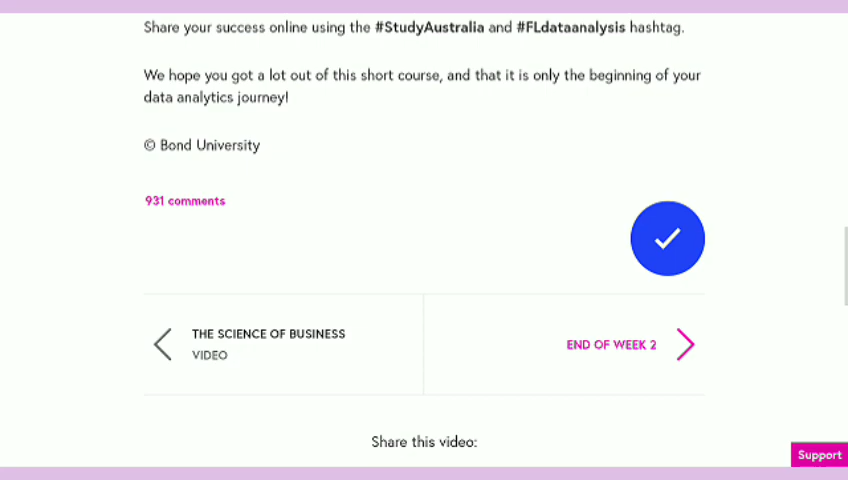 Share your success online using the #StudyAustralia and #FLdataanalysis hashtag.
We hope you got a lot out of this short course, and that it is only the beginning of your
data analytics journey!
© Bond University
931 comments
THE SCIENCE OF BUSINESS
VIDEO
END OF WEEK 2
Share this video:
Support